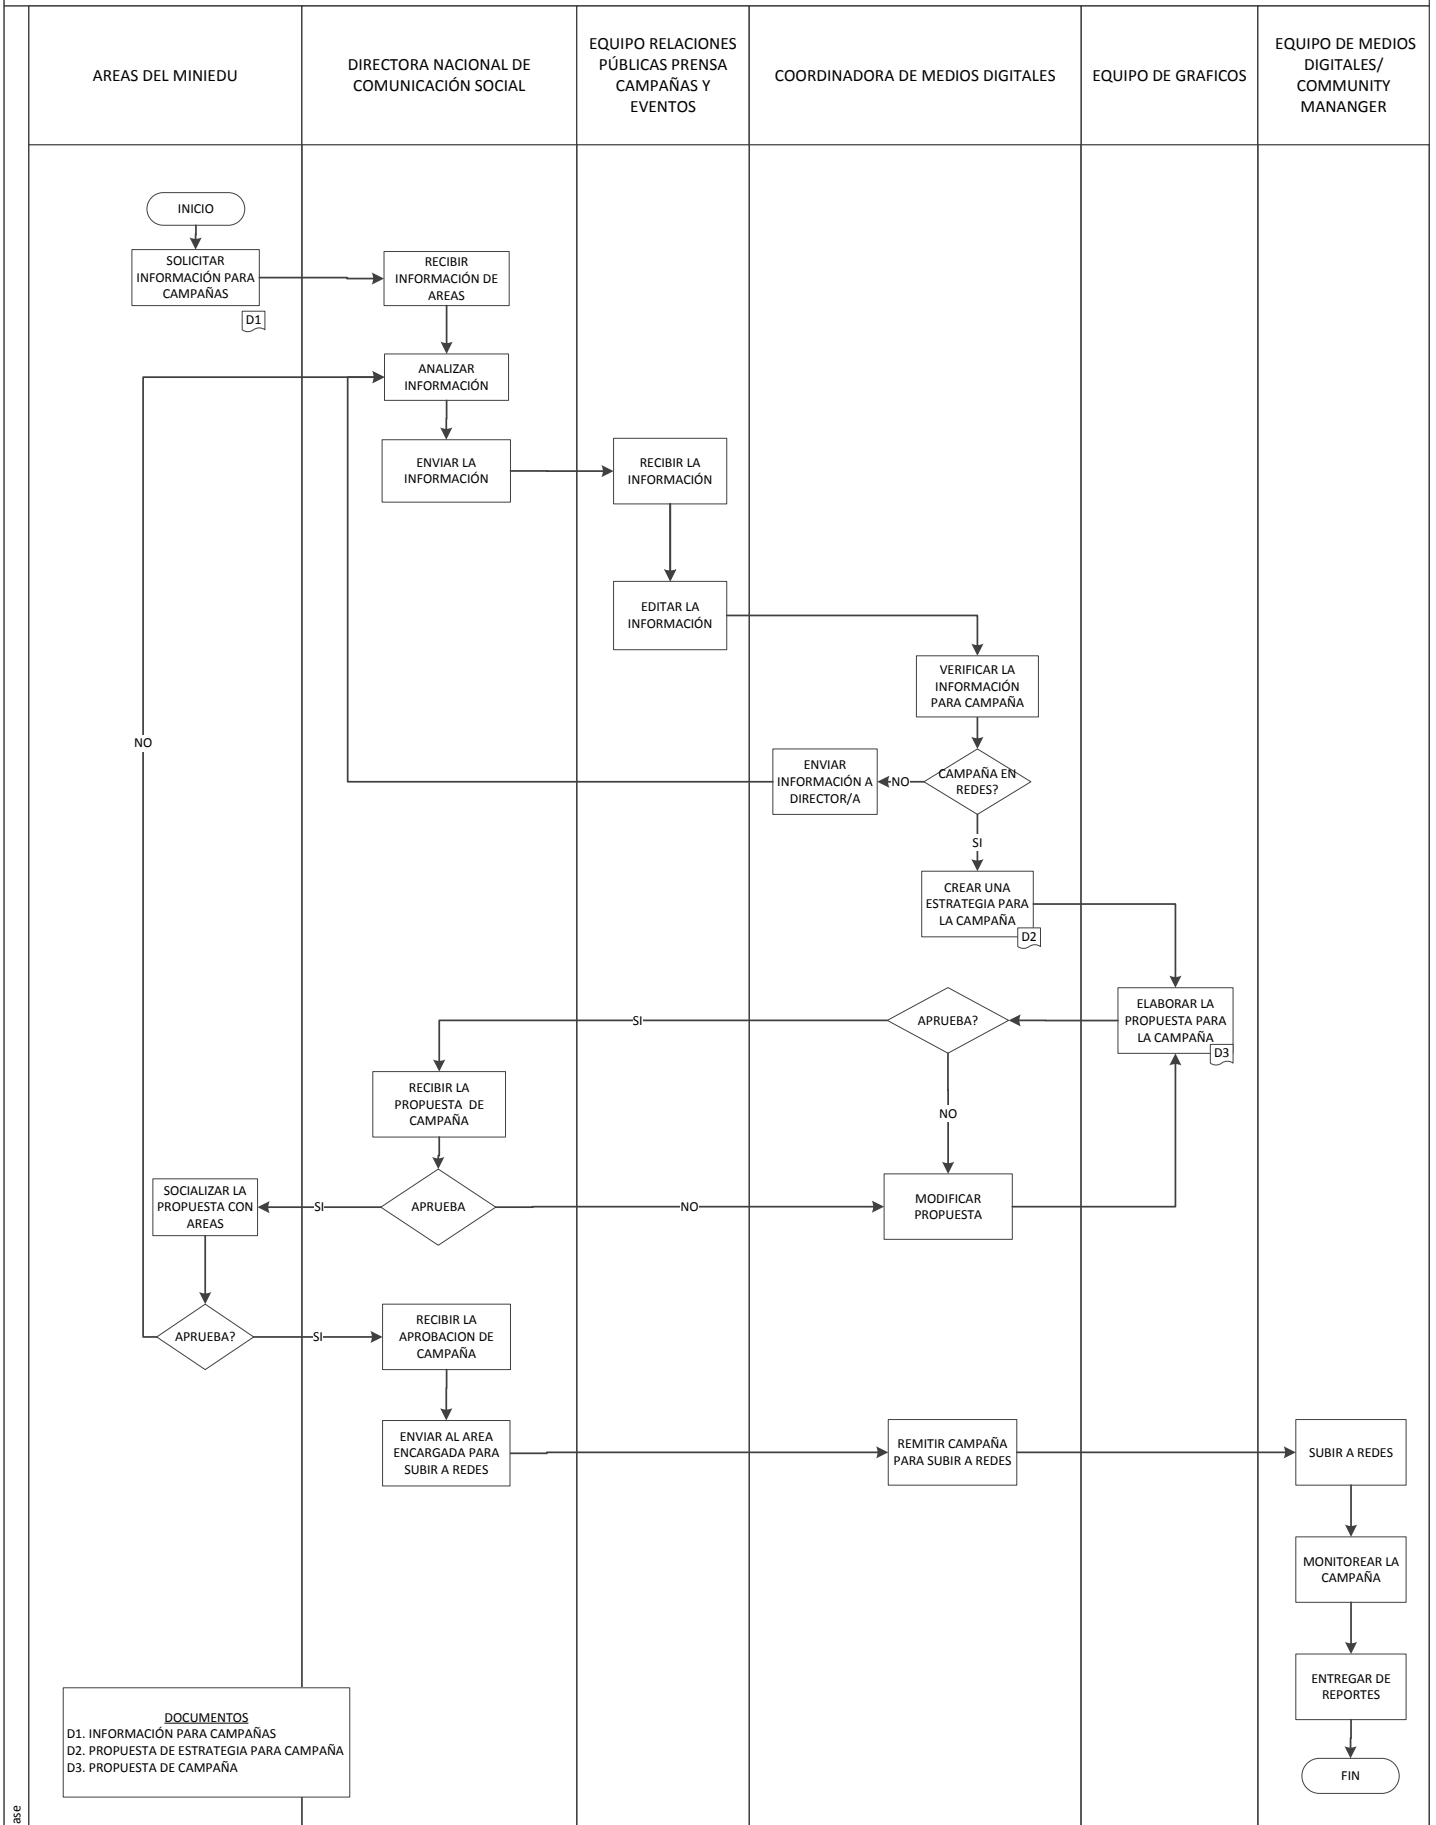 AREAS DEL MINIEDU
DIRECTORA NACIONAL DE
COMUNICACIÓN SOCIAL
EQUIPO RELACIONES
PÚBLICAS PRENSA
CAMPAÑAS Y
EVENTOS
COORDINADORA DE MEDIOS DIGITALES
EQUIPO DE GRAFICOS
EQUIPO DE MEDIOS
DIGITALES/
COMMUNITY
MANANGER
INICIO
SOLICITAR
INFORMACIÓN PARA
CAMPAÑAS
D1
RECIBIR
INFORMACIÓN DE
AREAS
ANALIZAR
INFORMACIÓN
ENVIAR LA
INFORMACIÓN
RECIBIR LA
INFORMACIÓN
EDITAR LA
INFORMACIÓN
VERIFICAR LA
INFORMACIÓN
PARA CAMPAÑA
NO
CAMPAÑA EN
REDES?
NO
ENVIAR
INFORMACIÓN A
DIRECTOR/A
SI
CREAR UNA
ESTRATEGIA PARA
LA CAMPAÑA
D2
ELABORAR LA
PROPUESTA PARA
LA CAMPAÑA
D3
APRUEBA?
SI
NO
RECIBIR LA
PROPUESTA DE
CAMPAÑA
APRUEBA
SI
NO
MODIFICAR
PROPUESTA
SOCIALIZAR LA
PROPUESTA CON
AREAS
APRUEBA?
SI
RECIBIR LA
APROBACION DE
CAMPAÑA
ENVIAR AL AREA
ENCARGADA PARA
SUBIR A REDES
REMITIR CAMPAÑA
PARA SUBIR A REDES
SUBIR A REDES
MONITOREAR LA
CAMPAÑA
ENTREGAR DE
REPORTES
FIN
DOCUMENTOS
D1. INFORMACIÓN PARA CAMPAÑAS
D2. PROPUESTA DE ESTRATEGIA PARA CAMPAÑA
D3. PROPUESTA DE CAMPAÑA
ase